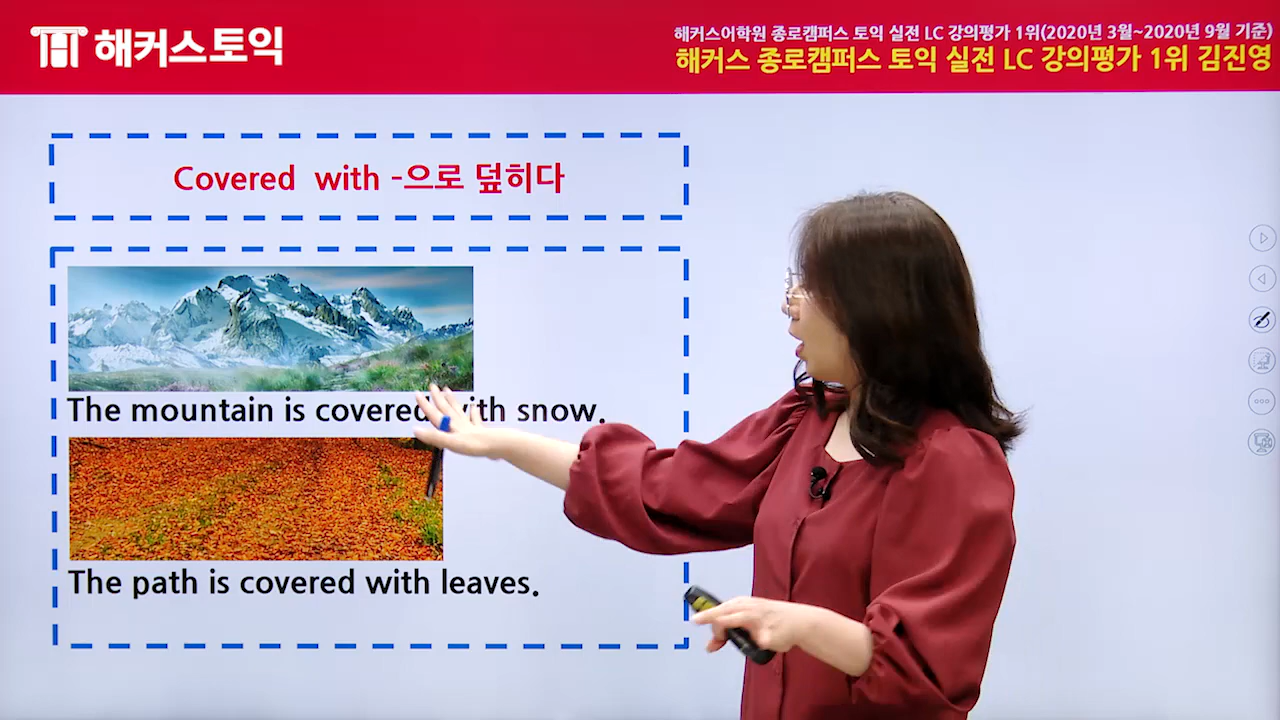 해커스토익
해커스어학원 종로캠퍼스 토익 실전 LC 강의평가 1위(2020년 3월~2020년 9월 기준)
해커스 종로캠퍼스 토익 실전 LC 강의평가 1위 김진영
Covered with -으로 덮히다
The mountain is covered with snow.
The path is covered with leaves.